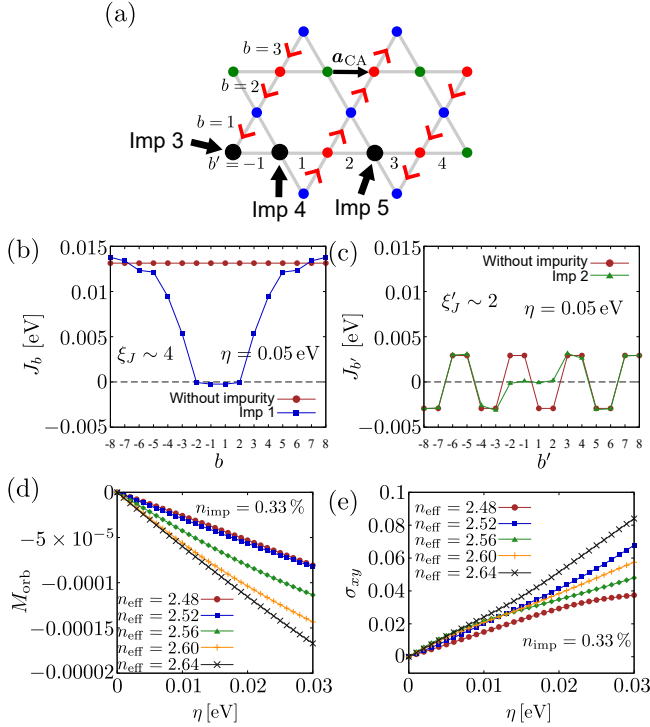 (a)
b = 3
a_CA
b = 2
b = 1
Imp 3
b′ = −1 1 2 3 4
Imp 4
Imp 5
(b)
0.015
0.01
0.005
0
−0.005
J_b [eV]
ξ_J ∼ 4
η = 0.05 eV
Without impurity
Imp 1
-8 -7 -6 -5 -4 -3 -2 -1 1 2 3 4 5 6 7 8
b
(c)
0.015
0.01
0.005
0
−0.005
J_b′ [eV]
Without impurity
Imp 2
ξ′_J ∼ 2
η = 0.05 eV
-8 -7 -6 -5 -4 -3 -2 -1 1 2 3 4 5 6 7 8
b′
(d)
0
−5 × 10⁻⁵
−0.0001
−0.00015
−0.00002
M_orb
n_imp = 0.33 %
n_eff = 2.48
n_eff = 2.52
n_eff = 2.56
n_eff = 2.60
n_eff = 2.64
0 0.01 0.02 0.03
η [eV]
(e)
0.1
0.08
0.06
0.04
0.02
0
σ_xy
n_eff = 2.48
n_eff = 2.52
n_eff = 2.56
n_eff = 2.60
n_eff = 2.64
n_imp = 0.33 %
0 0.01 0.02 0.03
η [eV]